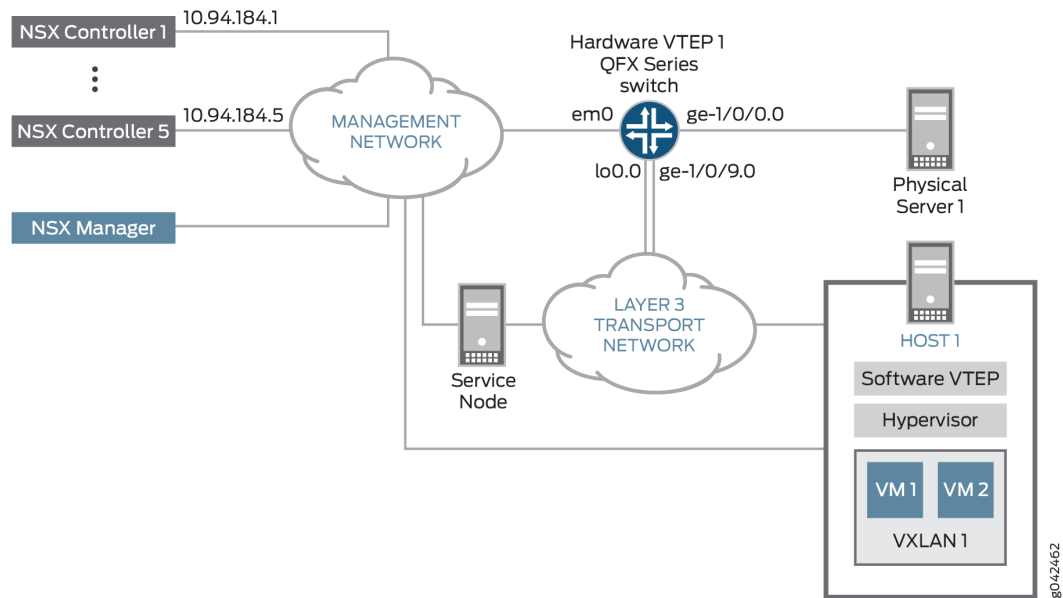 NSX Controller 1
10.94.184.1
NSX Controller 5
10.94.184.5
NSX Manager
MANAGEMENT
NETWORK
Hardware VTEP 1
QFX Series
switch
em0
ge-1/0/0.0
lo0.0
ge-1/0/9.0
Physical
Server 1
LAYER 3
TRANSPORT
NETWORK
Service
Node
HOST 1
Software VTEP
Hypervisor
VM 1
VM 2
VXLAN 1
g042462